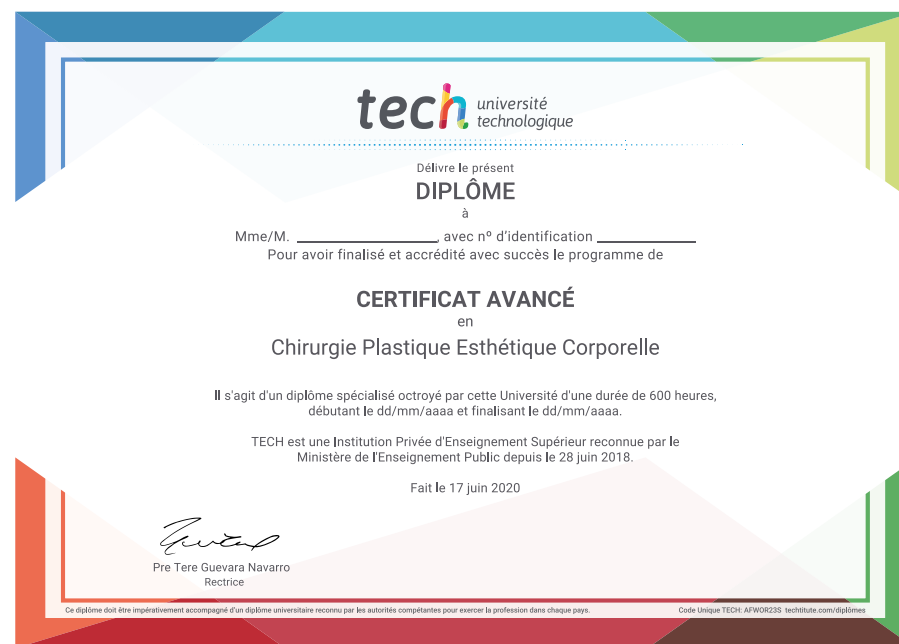 tech université
technologique
Délivre le présent
DIPLÔME
à
Mme/M. ____________________, avec nº d'identification ______________
Pour avoir finalisé et accrédité avec succès le programme de
CERTIFICAT AVANCÉ
en
Chirurgie Plastique Esthétique Corporelle
Il s'agit d'un diplôme spécialisé octroyé par cette Université d'une durée de 600 heures,
débutant le dd/mm/aaaa et finalisant le dd/mm/aaaa.
TECH est une Institution Privée d'Enseignement Supérieur reconnue par le
Ministère de l'Enseignement Public depuis le 28 juin 2018.
Fait le 17 juin 2020
Pre Tere Guevara Navarro
Rectrice
Ce diplôme doit être impérativement accompagné d'un diplôme universitaire reconnu par les autorités compétentes pour exercer la profession dans chaque pays.
Code Unique TECH: AFWOR23S techtitute.com/diplômes